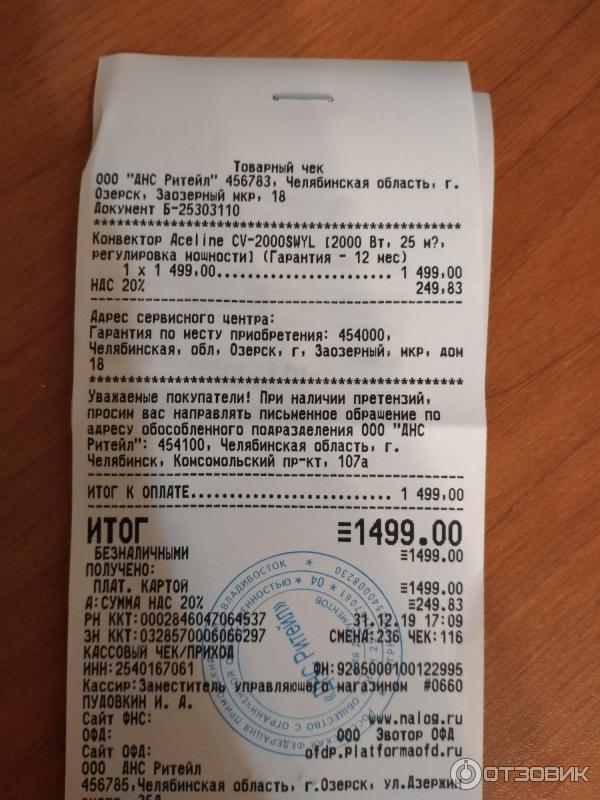 Товарный чек
ООО "ДНС Ритейл" 456783, Челябинская область, г.
Озерск, Заозерный мкр, 18
Документ Б-25303110
Конвектор Aceline CV-2000SWYL [2000 Вт, 25 м?,
регулировка мощности] (Гарантия - 12 мес)
1 x 1 499,00................... 1 499,00
НДС 20% 249,83
Адрес сервисного центра:
Гарантия по месту приобретения: 454000,
Челябинская, обл, Озерск, г, Заозерный, мкр, дом
18
Уважаемые покупатели! При наличии претензий,
просим вас направлять письменное обращение по
адресу обособленного подразделения ООО "ДНС
Ритейл": 454100, Челябинская область, г.
Челябинск, Комсомольский пр-кт, 107а
ИТОГ К ОПЛАТЕ....................... 1 499,00
ИТОГ ≡1499.00
БЕЗНАЛИЧНЫМИ ≡1499.00
ПОЛУЧЕНО:
ПЛАТ. КАРТОЙ ≡1499.00
А:СУММА НДС 20% ≡249.83
РН ККТ:0002846047064537 31.12.19 17:09
ЗН ККТ:0328570006066297 СМЕНА:236 ЧЕК:116
КАССОВЫЙ ЧЕК/ПРИХОД
ИНН:2540167061 ФН:9285000100122995
Кассир:Заместитель управляющего магазином #0660
ПУДОВКИН И. А.
Сайт ФНС: www.nalog.ru
ОФД: ООО Эвотор ОФД
Сайт ОФД: ofdp.platformaofd.ru
ООО ДНС Ритейл
456785,Челябинская область, г.Озерск, ул.Дзержин
«ДНС РИТЕЙЛ»
ОТЗОВИК